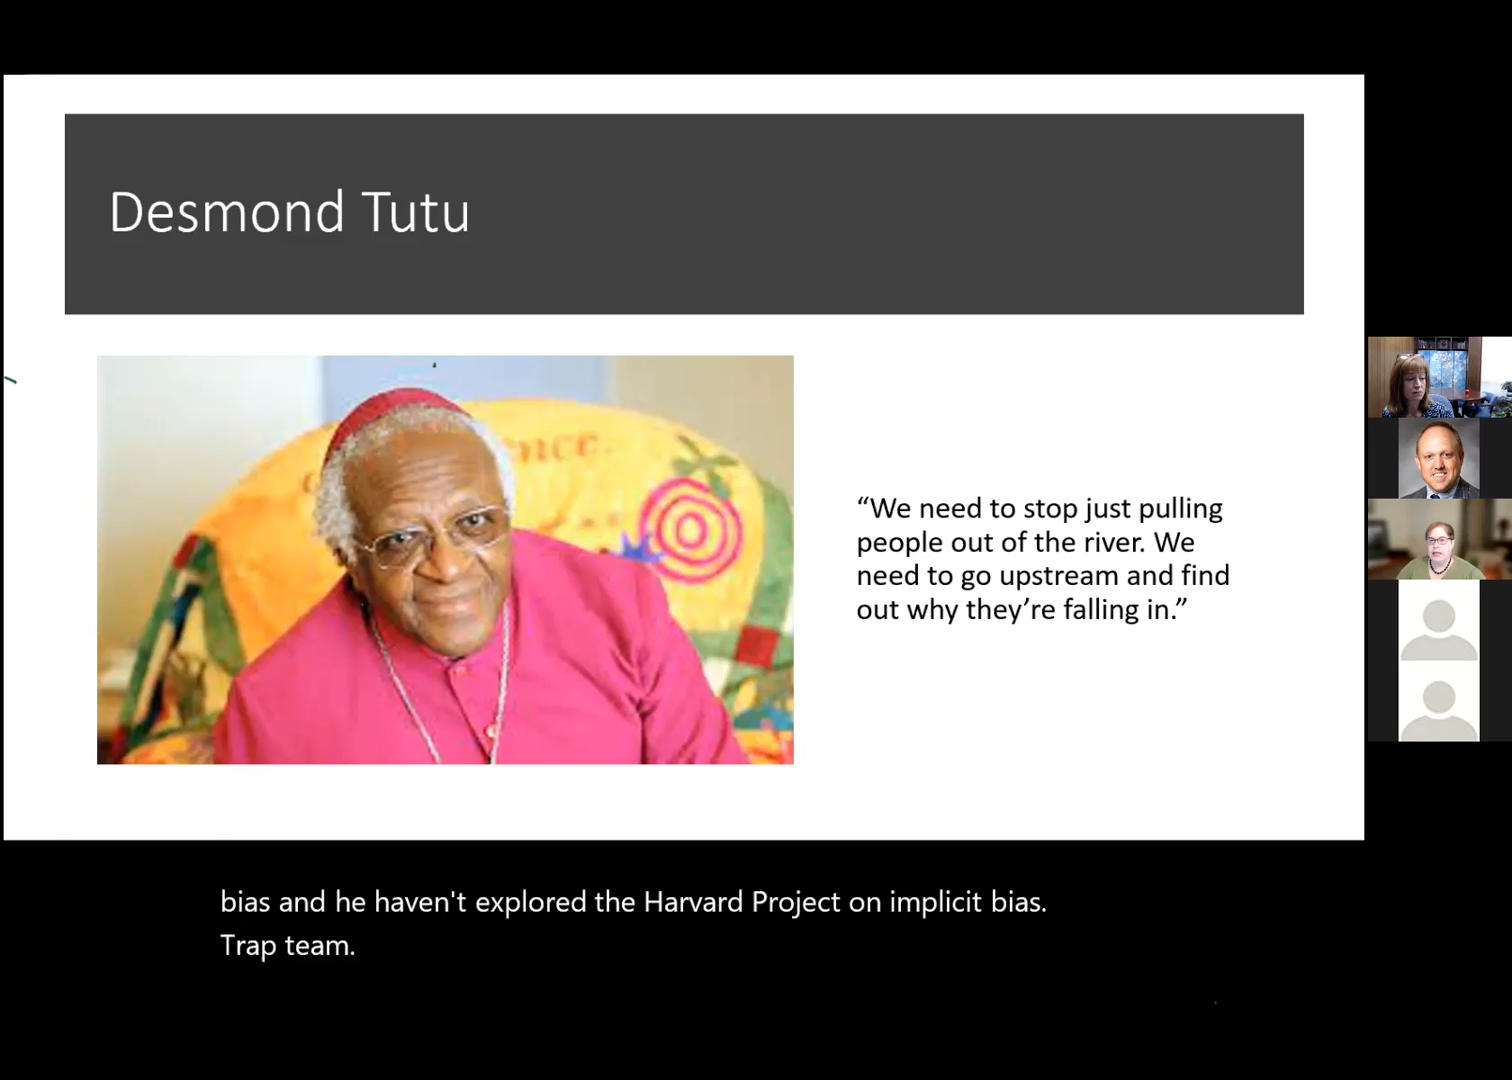 Desmond Tutu
nce.
“We need to stop just pulling
people out of the river. We
need to go upstream and find
out why they’re falling in.”
bias and he haven't explored the Harvard Project on implicit bias.
Trap team.